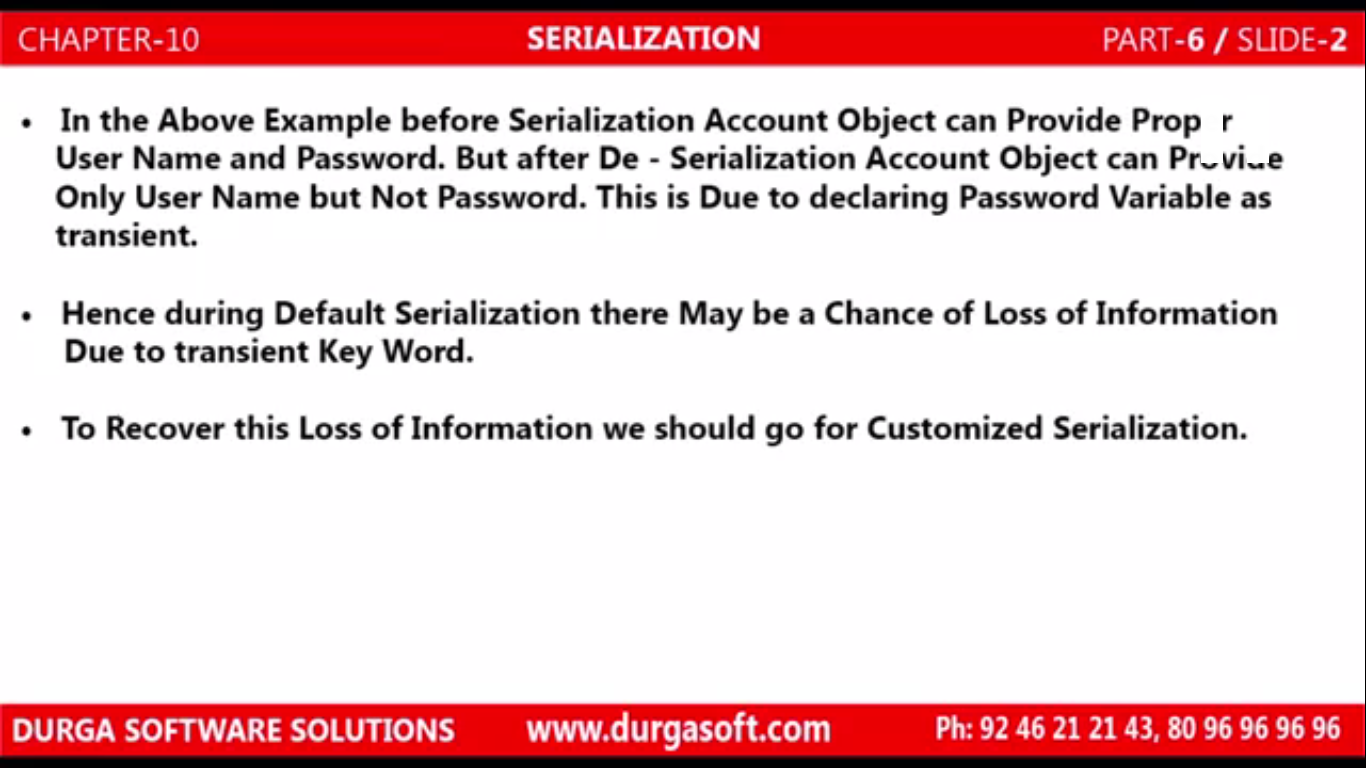 CHAPTER-10 SERIALIZATION PART-6 / SLIDE-2
• In the Above Example before Serialization Account Object can Provide Prop r
User Name and Password. But after De - Serialization Account Object can Provide
Only User Name but Not Password. This is Due to declaring Password Variable as
transient.
• Hence during Default Serialization there May be a Chance of Loss of Information
Due to transient Key Word.
• To Recover this Loss of Information we should go for Customized Serialization.
DURGA SOFTWARE SOLUTIONS www.durgasoft.com Ph: 92 46 21 21 43, 80 96 96 96 96